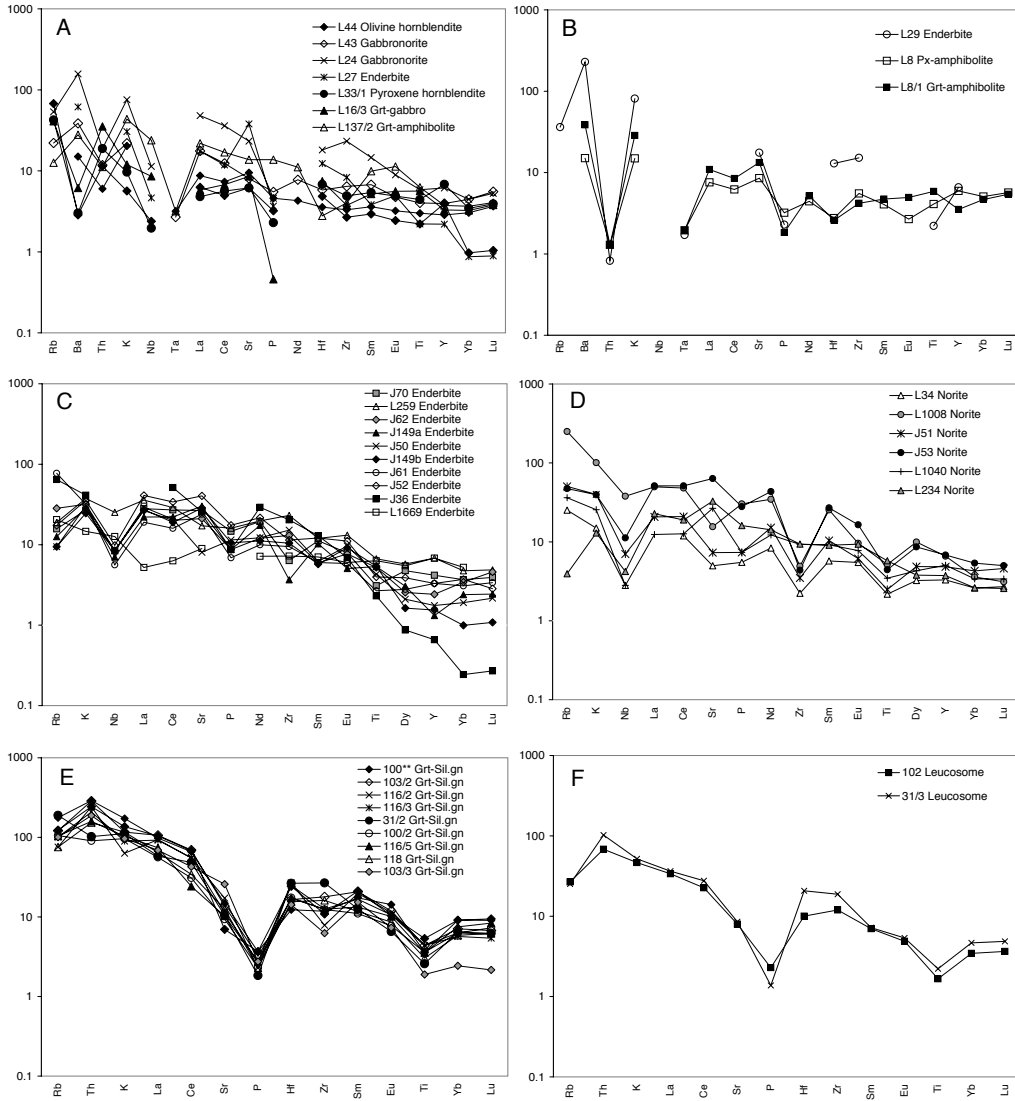 A
1000
100
10
1
0.1
L44 Olivine hornblendite
L43 Gabbronorite
L24 Gabbronorite
L27 Enderbite
L33/1 Pyroxene hornblendite
L16/3 Grt-gabbro
L137/2 Grt-amphibolite
Rb Ba Th K Nb Ta La Ce Sr P Nd Hf Zr Sm Eu Ti Y Yb Lu
B
1000
100
10
1
0.1
L29 Enderbite
L8 Px-amphibolite
L8/1 Grt-amphibolite
Rb Ba Th K Nb Ta La Ce Sr P Nd Hf Zr Sm Eu Ti Y Yb Lu
C
1000
100
10
1
0.1
J70 Enderbite
L259 Enderbite
J62 Enderbite
J149a Enderbite
J50 Enderbite
J149b Enderbite
J61 Enderbite
J52 Enderbite
J36 Enderbite
L1669 Enderbite
Rb K Nb La Ce Sr P Nd Zr Sm Eu Ti Dy Y Yb Lu
D
1000
100
10
1
0.1
L34 Norite
L1008 Norite
J51 Norite
J53 Norite
L1040 Norite
L234 Norite
Rb K Nb La Ce Sr P Nd Zr Sm Eu Ti Dy Y Yb Lu
E
1000
100
10
1
0.1
100** Grt-Sil.gn
103/2 Grt-Sil.gn
116/2 Grt-Sil.gn
116/3 Grt-Sil.gn
31/2 Grt-Sil.gn
100/2 Grt-Sil.gn
116/5 Grt-Sil.gn
118 Grt-Sil.gn
103/3 Grt-Sil.gn
Rb Th K La Ce Sr P Hf Zr Sm Eu Ti Yb Lu
F
1000
100
10
1
0.1
102 Leucosome
31/3 Leucosome
Rb Th K La Ce Sr P Hf Zr Sm Eu Ti Yb Lu